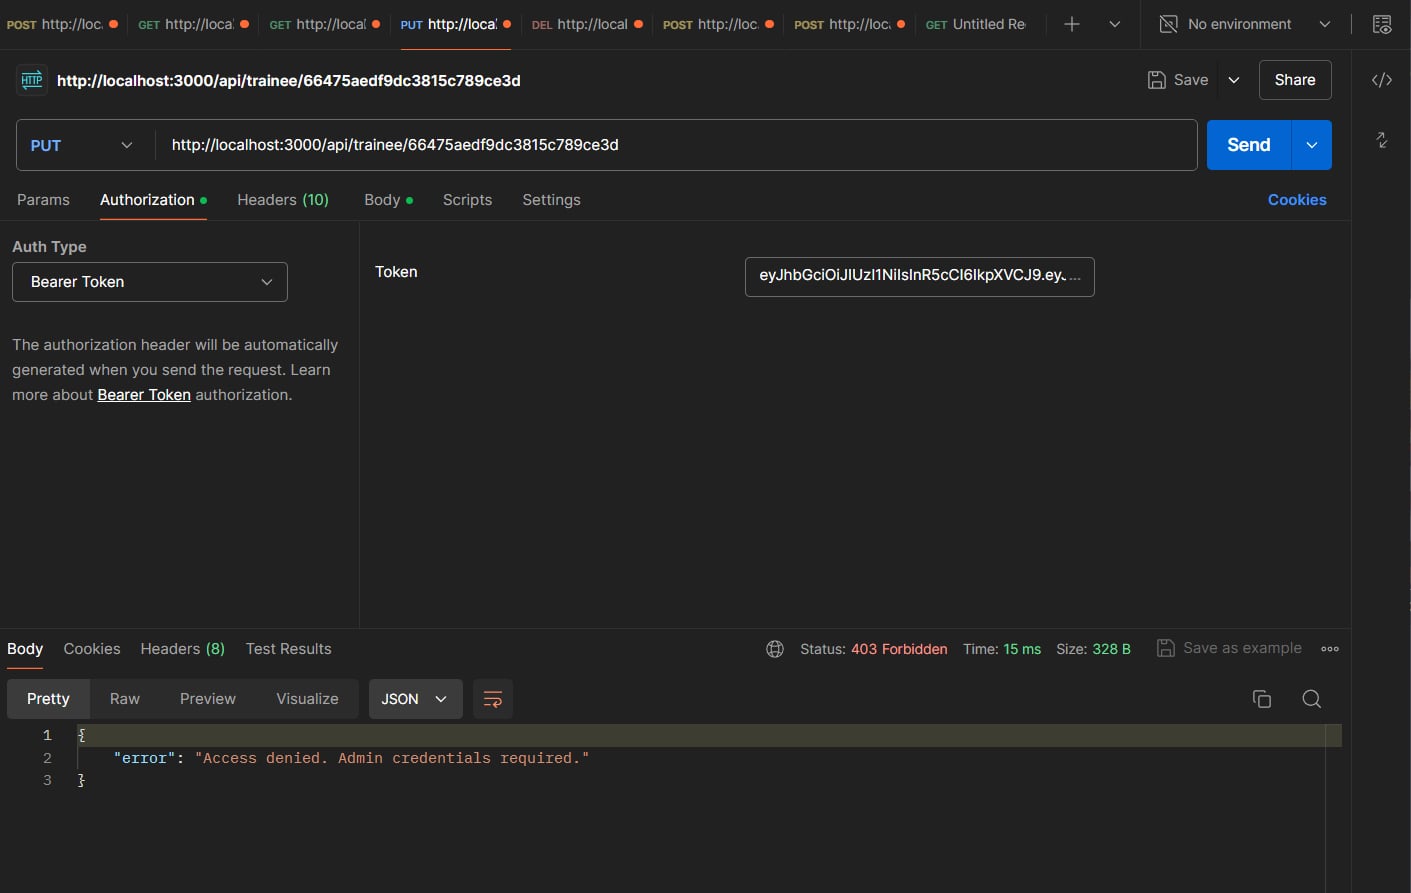 POST http://loc GET http://local GET http://local PUT http://local DEL http://local POST http://loc POST http://loc GET Untitled Re No environment
HTTP http://localhost:3000/api/trainee/66475aedf9dc3815c789ce3d Save Share
PUT http://localhost:3000/api/trainee/66475aedf9dc3815c789ce3d Send
Params Authorization Headers (10) Body Scripts Settings Cookies
Auth Type
Bearer Token
Token eyJhbGciOiJIUzI1NiIsInR5cCI6IkpXVCJ9.eyJ...
The authorization header will be automatically
generated when you send the request. Learn
more about Bearer Token authorization.
Body Cookies Headers (8) Test Results Status: 403 Forbidden Time: 15 ms Size: 328 B Save as example
Pretty Raw Preview Visualize JSON
1 {
2 "error": "Access denied. Admin credentials required."
3 }